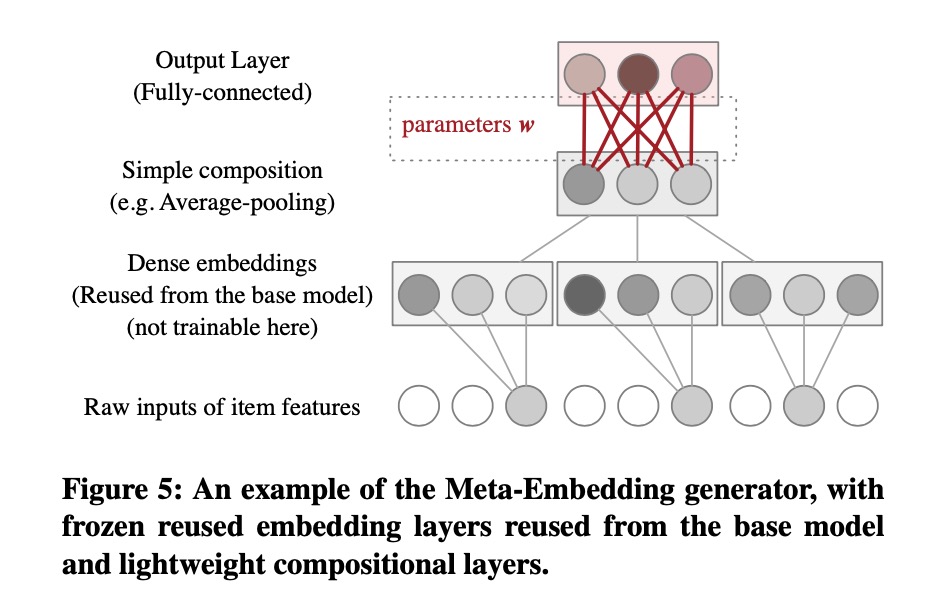 Output Layer
(Fully-connected)
parameters w
Simple composition
(e.g. Average-pooling)
Dense embeddings
(Reused from the base model)
(not trainable here)
Raw inputs of item features
Figure 5: An example of the Meta-Embedding generator, with
frozen reused embedding layers reused from the base model
and lightweight compositional layers.